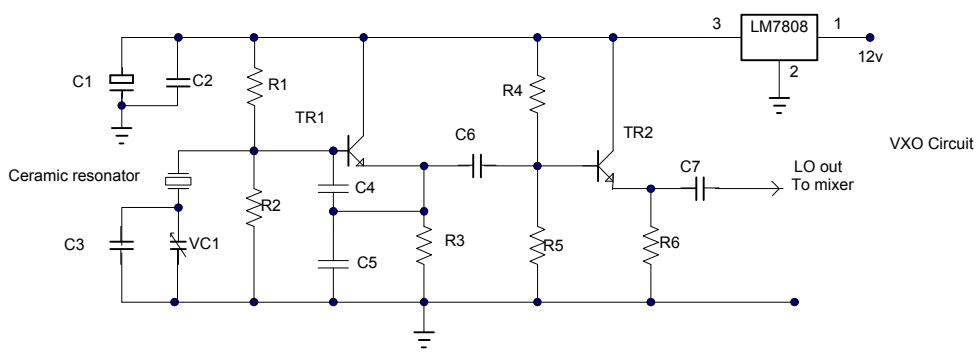 3
LM7808
1
2
12v
C1
C2
R1
R4
TR1
TR2
C6
C7
VXO Circuit
LO out
To mixer
Ceramic resonator
C4
R2
C3
VC1
C5
R3
R5
R6